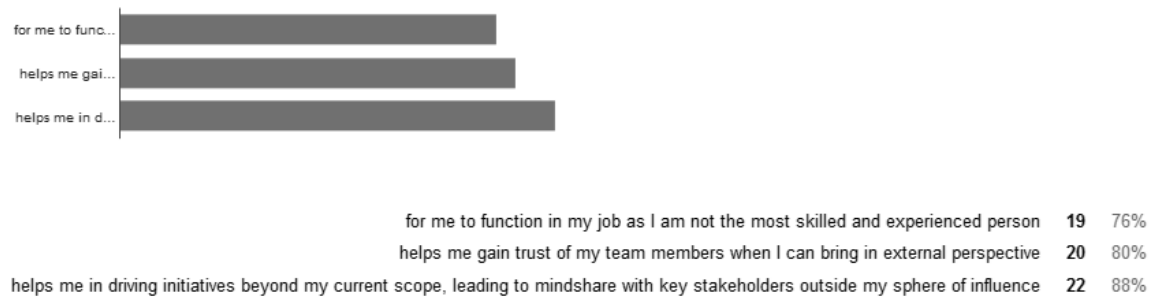 for me to func...
helps me gai...
helps me in d...
for me to function in my job as I am not the most skilled and experienced person 19 76%
helps me gain trust of my team members when I can bring in external perspective 20 80%
helps me in driving initiatives beyond my current scope, leading to mindshare with key stakeholders outside my sphere of influence 22 88%